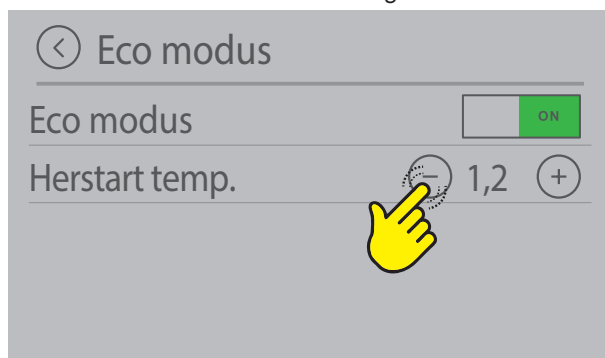 Eco modus
Eco modus ON
Herstart temp. − 1,2 +